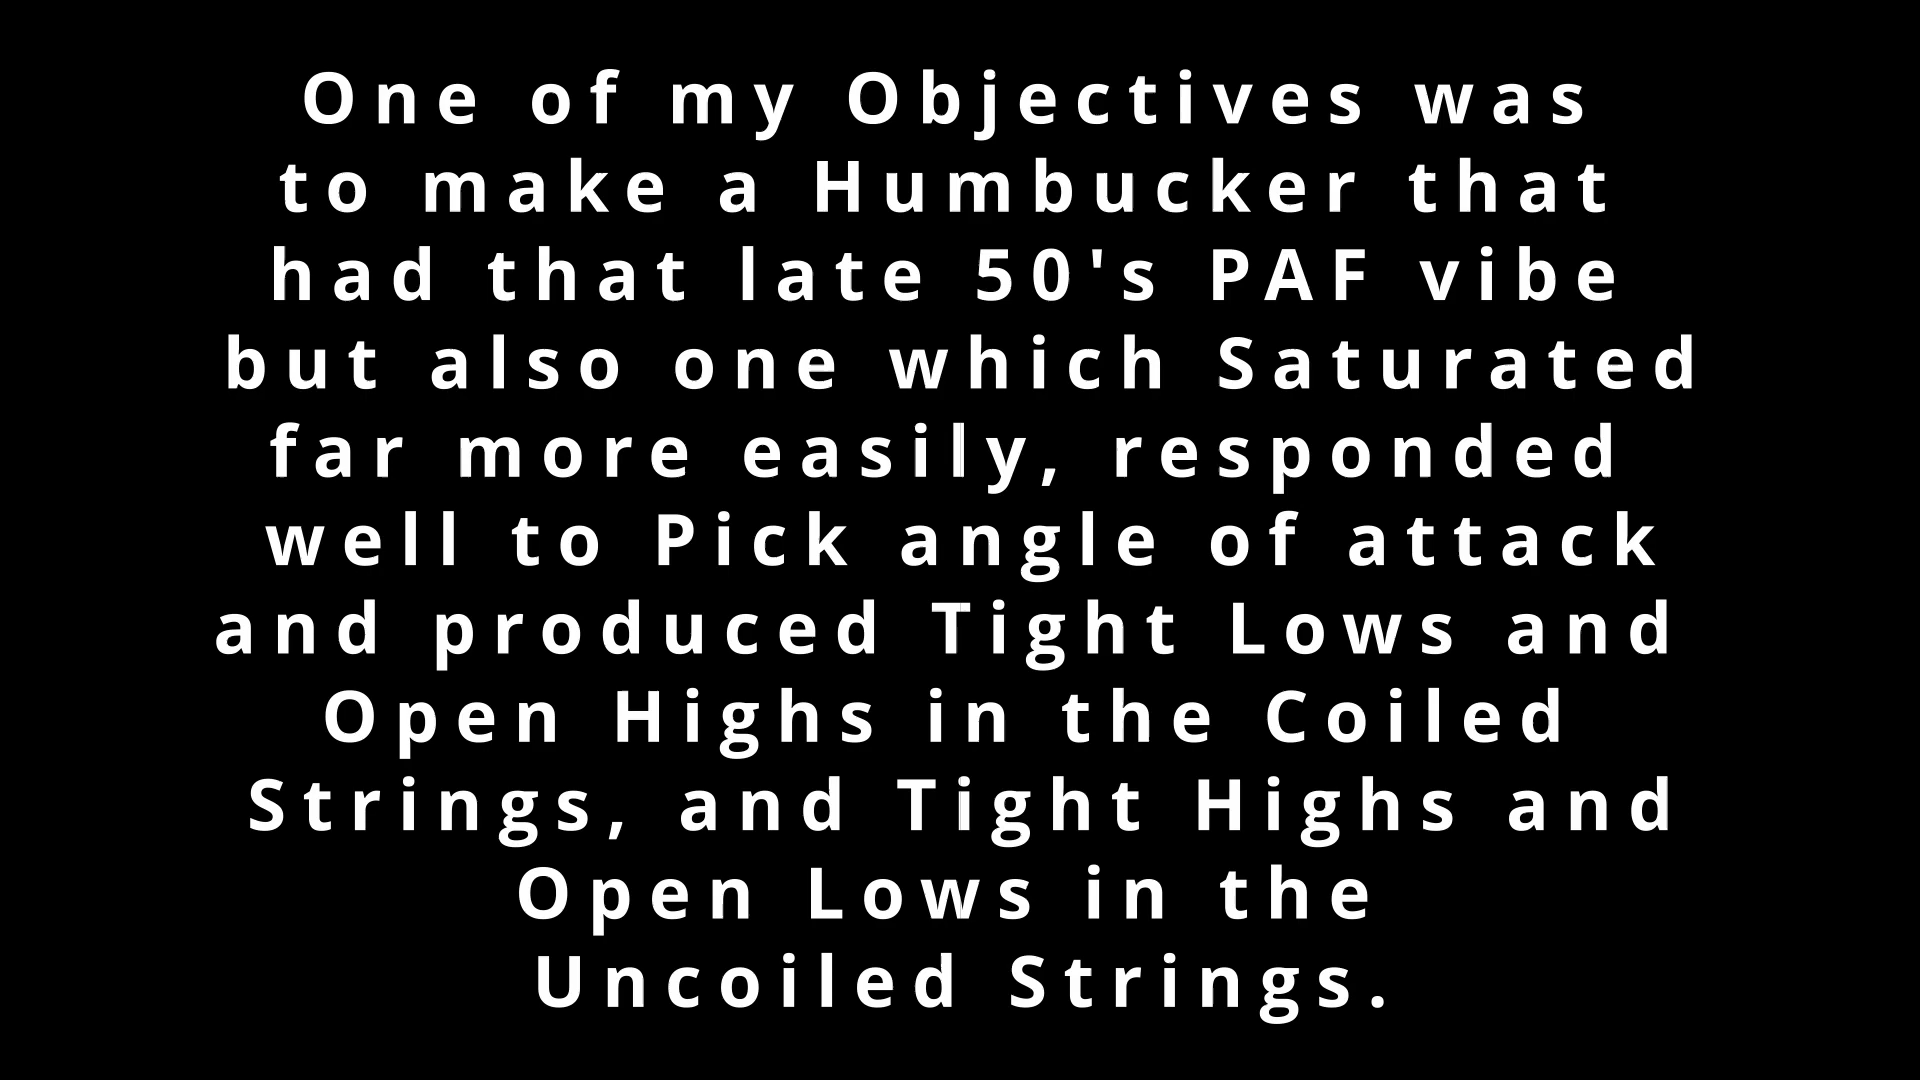 One of my Objectives was
to make a Humbucker that
had that late 50's PAF vibe
but also one which Saturated
far more easily, responded
well to Pick angle of attack
and produced Tight Lows and
Open Highs in the Coiled
Strings, and Tight Highs and
Open Lows in the
Uncoiled Strings.